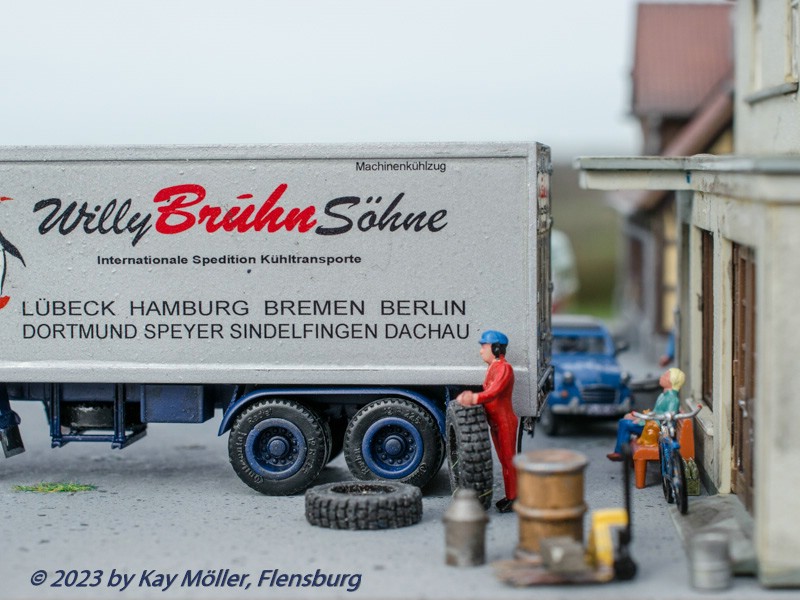 Machinenkühlzug
Willy Bruhn Söhne
Internationale Spedition Kühltransporte
LÜBECK HAMBURG BREMEN BERLIN
DORTMUND SPEYER SINDELFINGEN DACHAU
© 2023 by Kay Möller, Flensburg